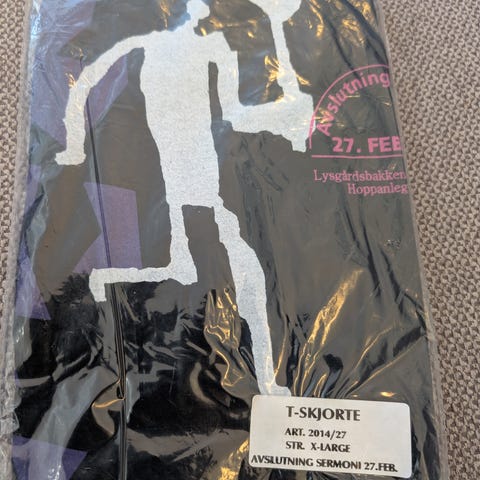 Avslutning
27. FEB
Lysgårdsbakken
Hoppanleg
T-SKJORTE
ART. 2014/27
STR. X-LARGE
AVSLUTNING SERMONI 27.FEB.